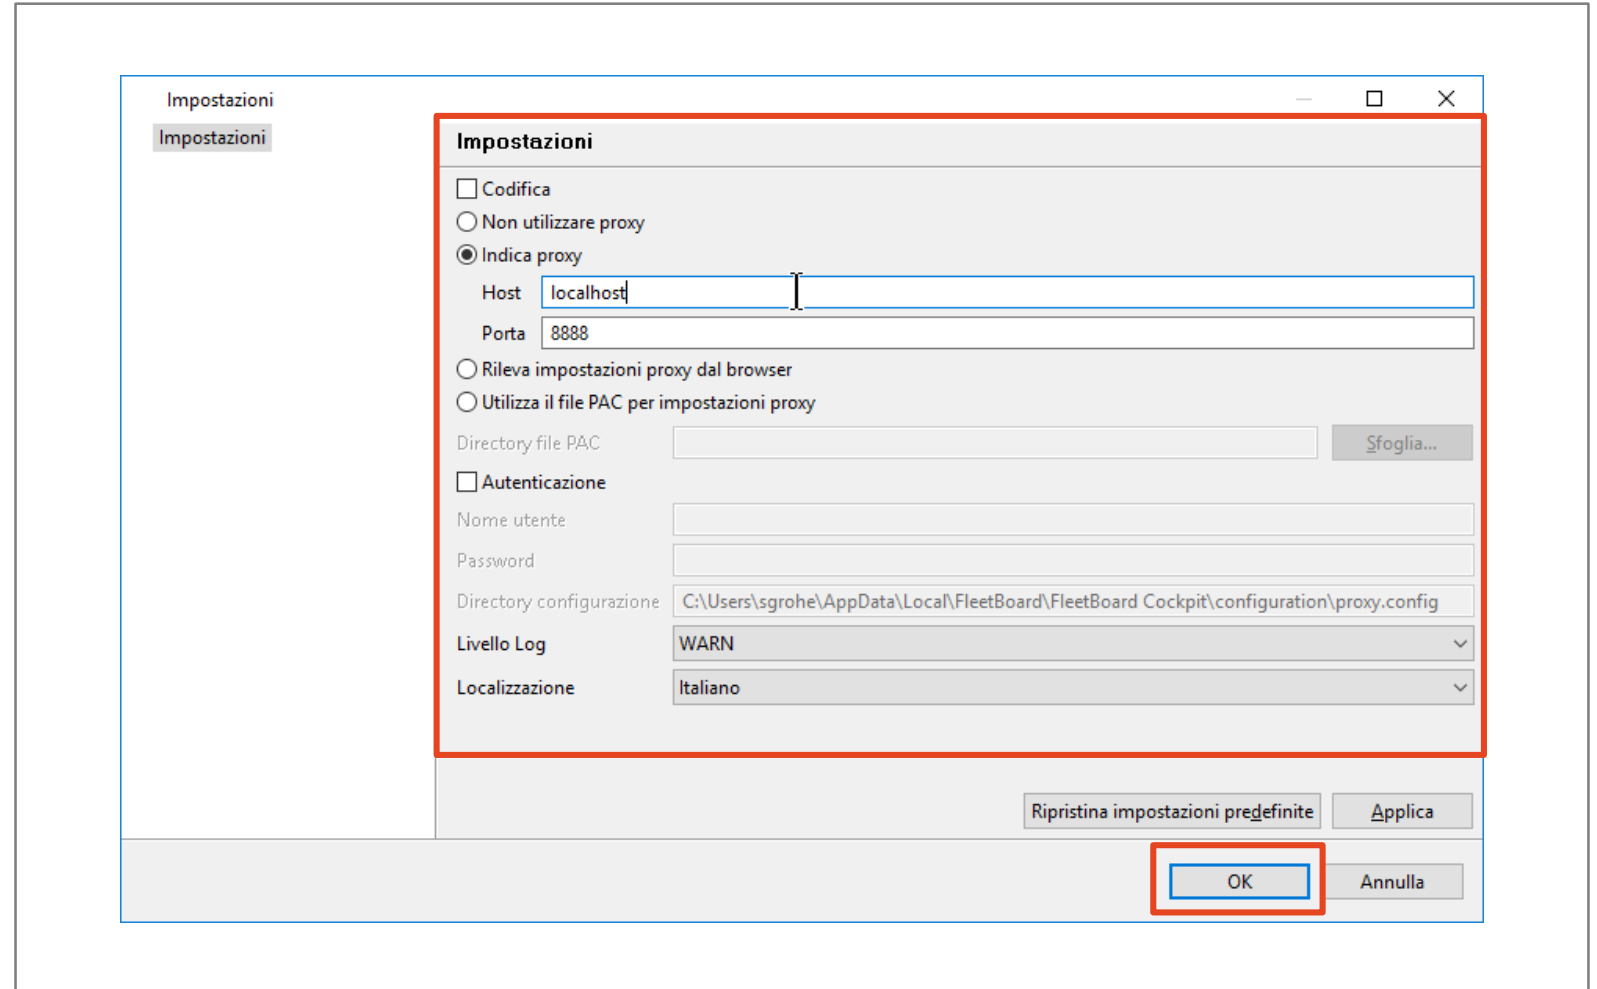 Impostazioni
Impostazioni
Impostazioni
Codifica
Non utilizzare proxy
Indica proxy
Host localhost
Porta 8888
Rileva impostazioni proxy dal browser
Utilizza il file PAC per impostazioni proxy
Directory file PAC Sfoglia...
Autenticazione
Nome utente
Password
Directory configurazione C:\Users\sgrohe\AppData\Local\FleetBoard\FleetBoard Cockpit\configuration\proxy.config
Livello Log WARN
Localizzazione Italiano
Ripristina impostazioni predefinite Applica
OK Annulla